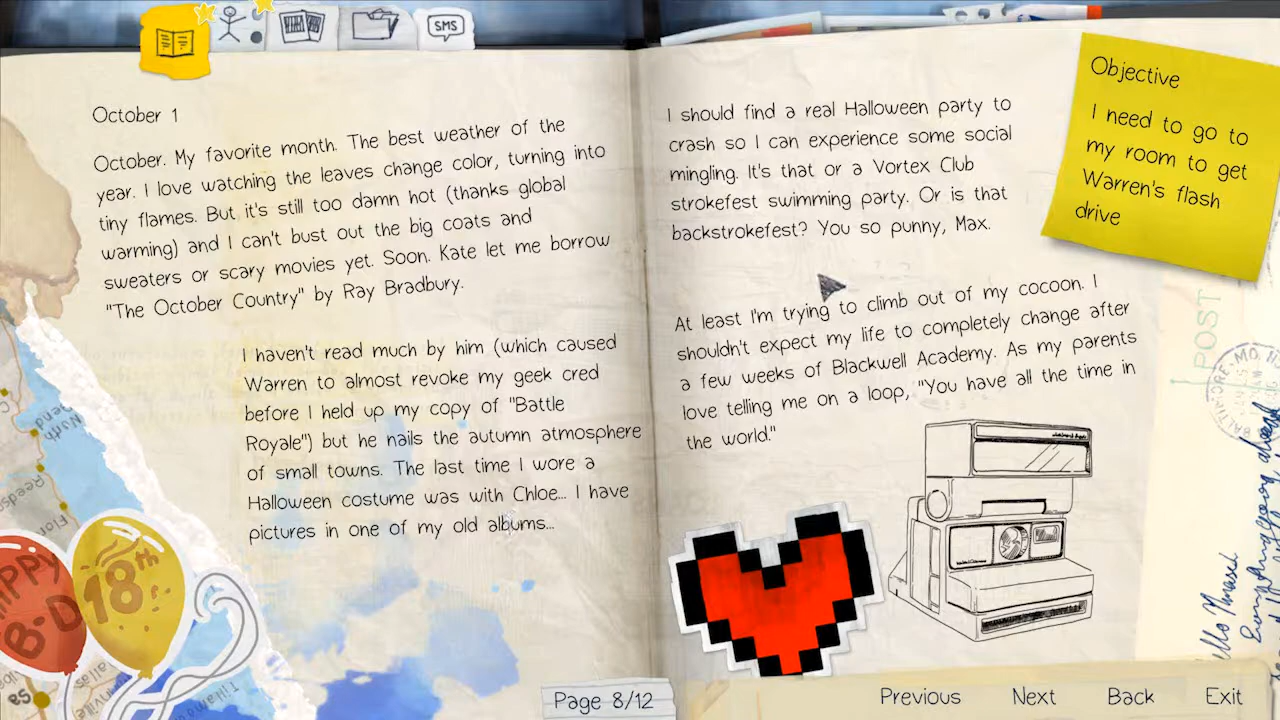 SMS
October 1
October. My favorite month. The best weather of the
year. I love watching the leaves change color, turning into
tiny flames. But it's still too damn hot (thanks global
warming) and I can't bust out the big coats and
sweaters or scary movies yet. Soon. Kate let me borrow
"The October Country" by Ray Bradbury.
I haven't read much by him (which caused
Warren to almost revoke my geek cred
before I held up my copy of "Battle
Royale") but he nails the autumn atmosphere
of small towns. The last time I wore a
Halloween costume was with Chloe... I have
pictures in one of my old albums...
I should find a real Halloween party to
crash so I can experience some social
mingling. It's that or a Vortex Club
strokefest swimming party. Or is that
backstrokefest? You so punny, Max.
At least I'm trying to climb out of my cocoon. I
shouldn't expect my life to completely change after
a few weeks of Blackwell Academy. As my parents
love telling me on a loop, "You have all the time in
the world."
Objective
I need to go to
my room to get
Warren's flash
drive
POST
North
Bend
18th
B-D
Page 8/12
Previous
Next
Back
Exit